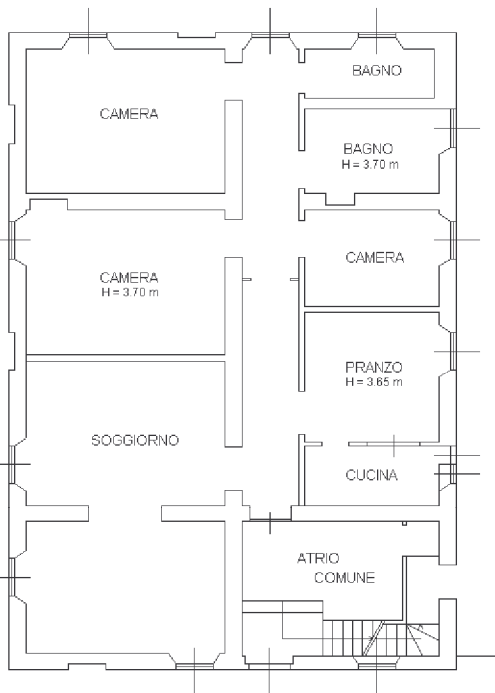 BAGNO
CAMERA
BAGNO
H = 3.70 m
CAMERA
CAMERA
H = 3.70 m
PRANZO
H = 3.65 m
SOGGIORNO
CUCINA
ATRIO
COMUNE